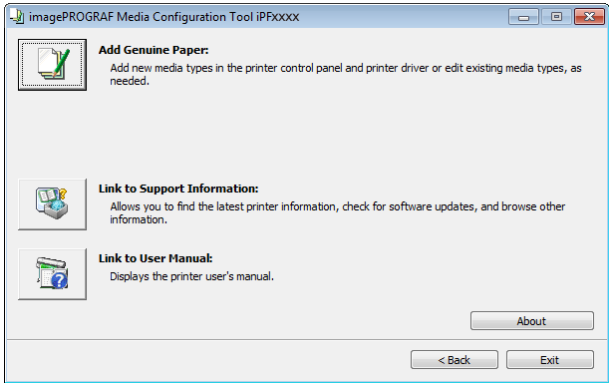 imagePROGRAF Media Configuration Tool iPFxxxx
Add Genuine Paper:
Add new media types in the printer control panel and printer driver or edit existing media types, as
needed.
Link to Support Information:
Allows you to find the latest printer information, check for software updates, and browse other
information.
Link to User Manual:
Displays the printer user's manual.
About
< Back
Exit